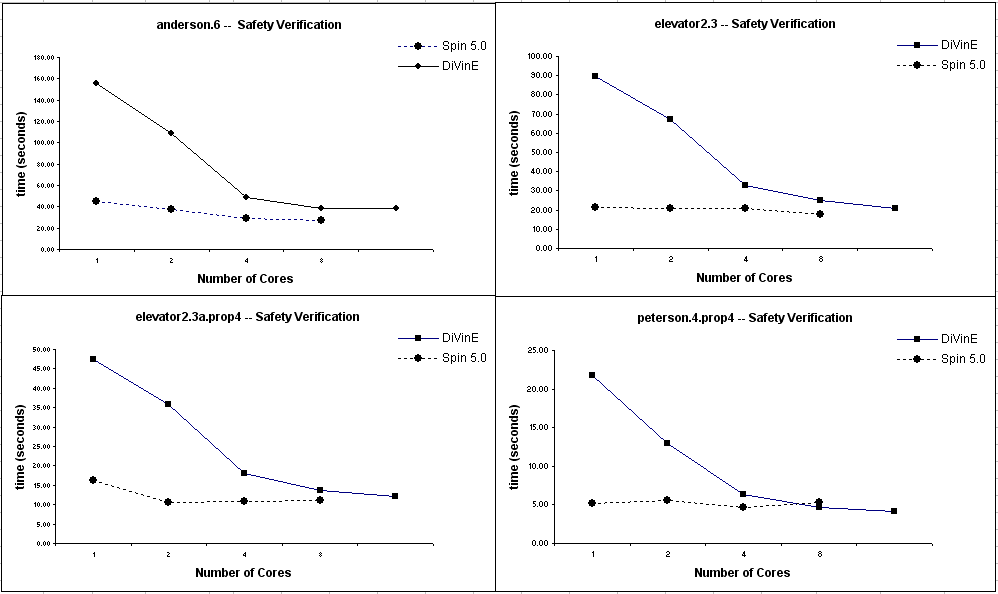 anderson.6 -- Safety Verification
Spin 5.0
DiVinE
time (seconds)
180.00
160.00
140.00
120.00
100.00
80.00
60.00
40.00
20.00
0.00
1 2 4 8
Number of Cores
elevator2.3 -- Safety Verification
DiVinE
Spin 5.0
time (seconds)
100.00
90.00
80.00
70.00
60.00
50.00
40.00
30.00
20.00
10.00
0.00
1 2 4 8
Number of Cores
elevator2.3a.prop4 -- Safety Verification
DiVinE
Spin 5.0
time (seconds)
50.00
45.00
40.00
35.00
30.00
25.00
20.00
15.00
10.00
5.00
0.00
1 2 4 8
Number of Cores
peterson.4.prop4 -- Safety Verification
DiVinE
Spin 5.0
time (seconds)
25.00
20.00
15.00
10.00
5.00
0.00
1 2 4 8
Number of Cores